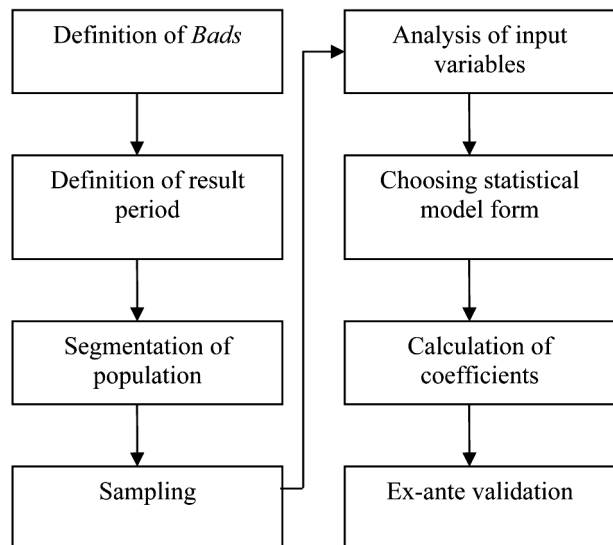 Definition of Bads
Definition of result
period
Segmentation of
population
Sampling
Analysis of input
variables
Choosing statistical
model form
Calculation of
coefficients
Ex-ante validation